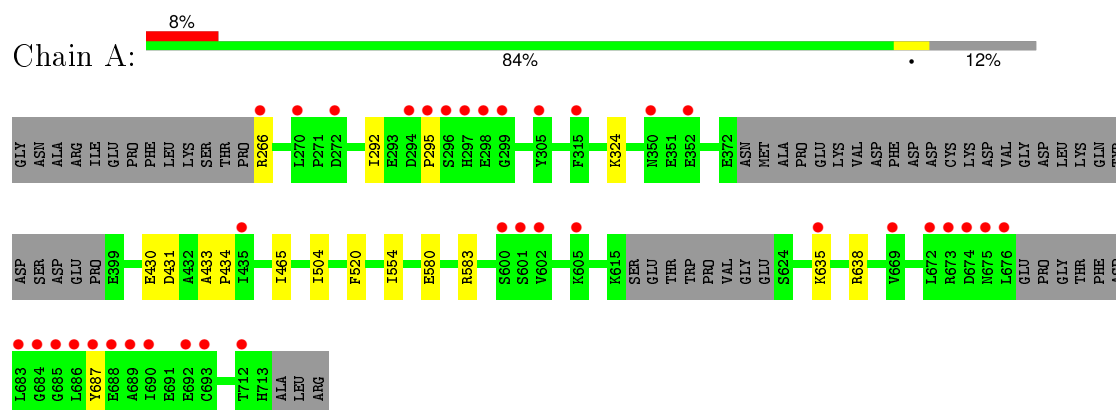 8%
Chain A:
84%
12%
GLY ASN ALA ARG ILE GLU PRO PHE LEU LYS SER THR PRO R266 L270 P271 D272 I292 E293 D294 P295 S296 H297 E298 G299 Y305 F315 K324 N350 E351 E352 E372 ASN MET ALA PRO GLU LYS VAL ASP PHE ASP ASP CYS LYS ASP VAL GLY ASP LEU LYS GLN
ASP SER ASP GLU PRO E399 E430 D431 A432 A433 P434 I435 I465 I504 F520 I554 E580 R583 S600 S601 V602 K605 K615 SER GLU THR TRP PRO VAL GLY GLU S624 K635 R638 V669 L672 R673 D674 N675 L676 GLU PRO GLY THR PHE
L683 G684 G685 L686 Y687 E688 A689 I690 E691 E692 C693 T712 H713 ALA LEU ARG